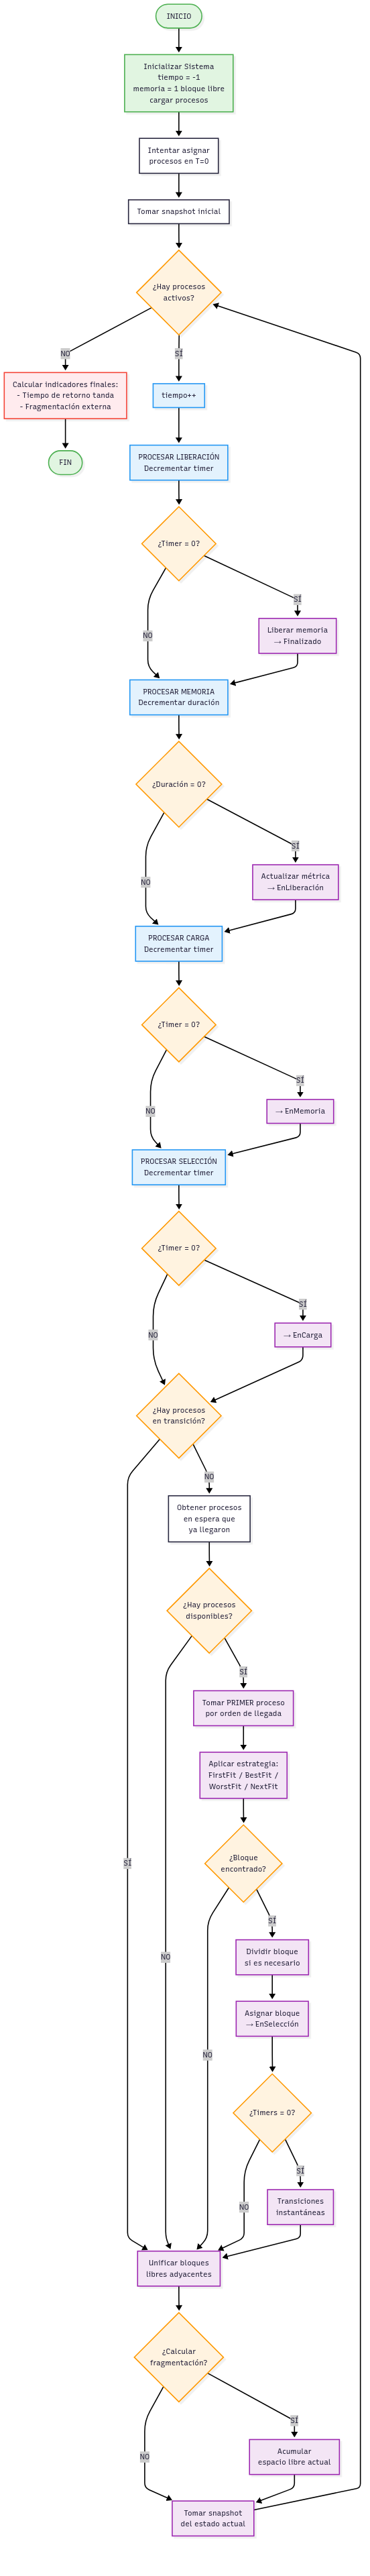 INICIO
Inicializar Sistema
tiempo = -1
memoria = 1 bloque libre
cargar procesos
Intentar asignar
procesos en T=0
Tomar snapshot inicial
¿Hay procesos
activos?
NO
SÍ
Calcular indicadores finales:
- Tiempo de retorno tanda
- Fragmentación externa
tiempo++
FIN
PROCESAR LIBERACIÓN
Decrementar timer
¿Timer = 0?
SÍ
NO
Liberar memoria
→ Finalizado
PROCESAR MEMORIA
Decrementar duración
¿Duración = 0?
SÍ
NO
Actualizar métrica
→ EnLiberación
PROCESAR CARGA
Decrementar timer
¿Timer = 0?
SÍ
NO
→ EnMemoria
PROCESAR SELECCIÓN
Decrementar timer
¿Timer = 0?
SÍ
NO
→ EnCarga
¿Hay procesos
en transición?
NO
Obtener procesos
en espera que
ya llegaron
¿Hay procesos
disponibles?
SÍ
Tomar PRIMER proceso
por orden de llegada
Aplicar estrategia:
FirstFit / BestFit /
WorstFit / NextFit
¿Bloque
encontrado?
SÍ
SÍ
Dividir bloque
si es necesario
NO
Asignar bloque
→ EnSelección
NO
¿Timers = 0?
SÍ
NO
Transiciones
instantáneas
Unificar bloques
libres adyacentes
¿Calcular
fragmentación?
SÍ
NO
Acumular
espacio libre actual
Tomar snapshot
del estado actual